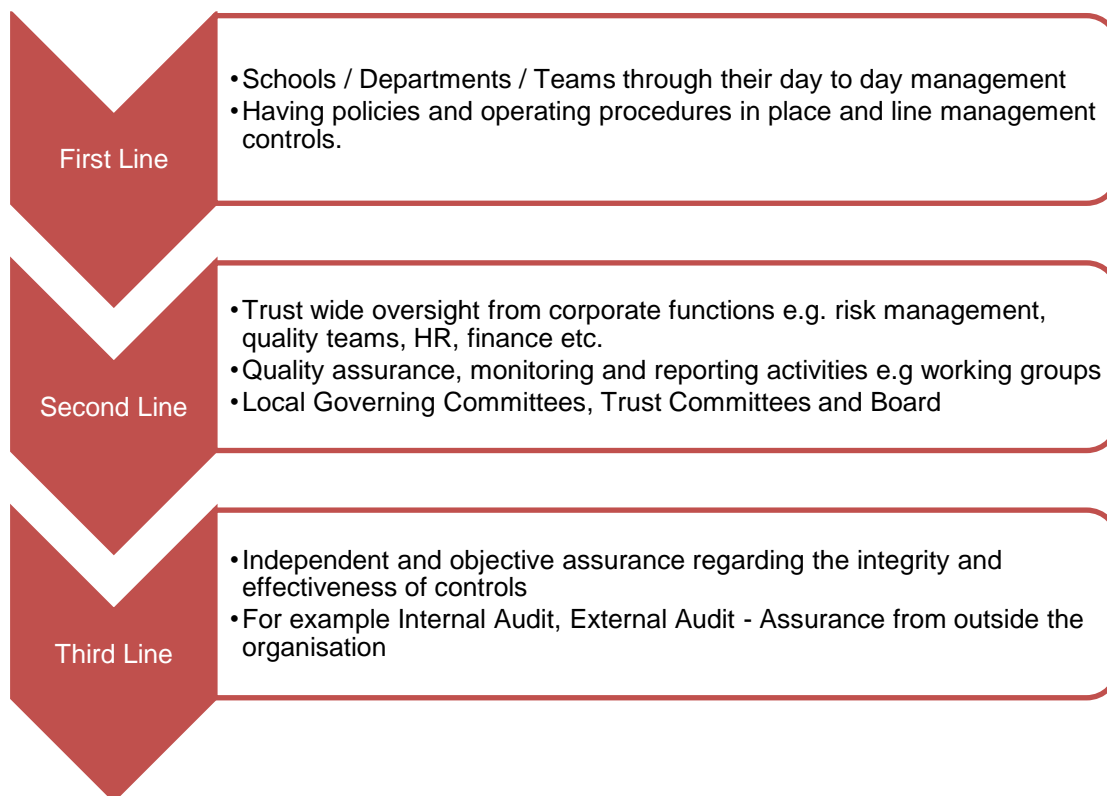 First Line
•Schools / Departments / Teams through their day to day management
•Having policies and operating procedures in place and line management
controls.
Second Line
•Trust wide oversight from corporate functions e.g. risk management,
quality teams, HR, finance etc.
•Quality assurance, monitoring and reporting activities e.g working groups
•Local Governing Committees, Trust Committees and Board
Third Line
•Independent and objective assurance regarding the integrity and
effectiveness of controls
•For example Internal Audit, External Audit - Assurance from outside the
organisation